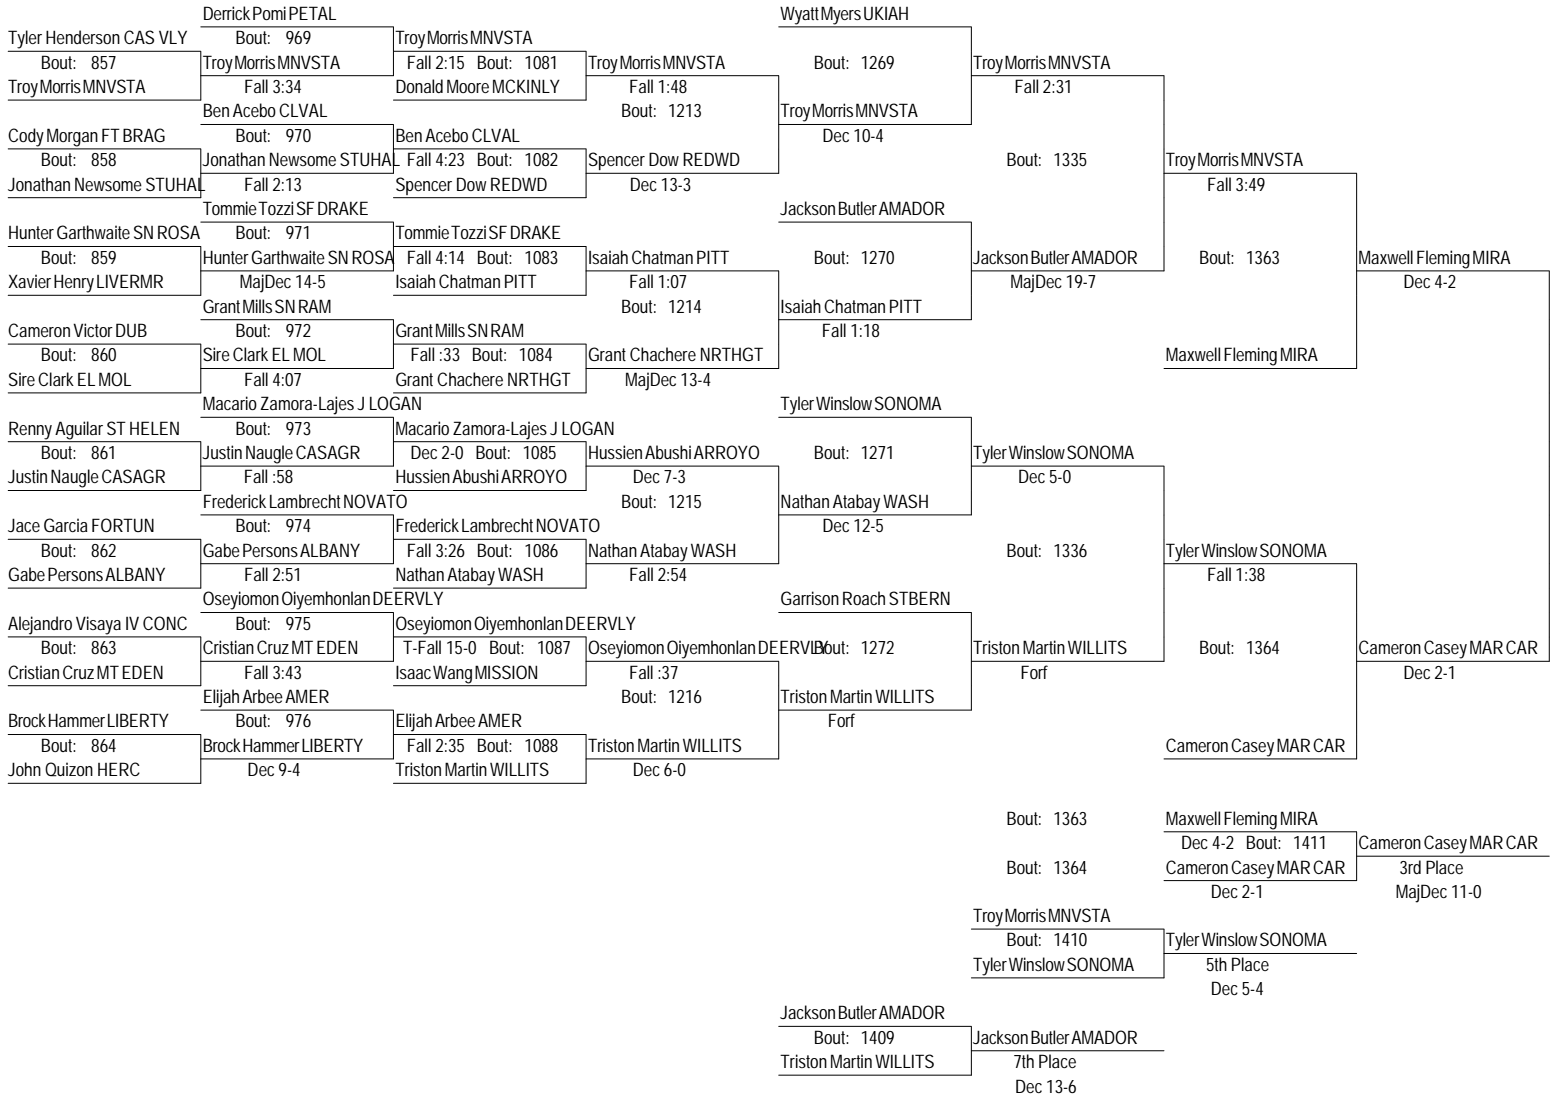 Derrick Pomi PETAL
Wyatt Myers UKIAH
Tyler Henderson CAS VLY
Bout: 969
Troy Morris MNVSTA
Bout: 857
Troy Morris MNVSTA
Fall 2:15 Bout: 1081
Troy Morris MNVSTA
Bout: 1269
Troy Morris MNVSTA
Troy Morris MNVSTA
Fall 3:34
Donald Moore MCKINLY
Fall 1:48
Fall 2:31
Ben Acebo CLVAL
Bout: 1213
Troy Morris MNVSTA
Cody Morgan FT BRAG
Bout: 970
Ben Acebo CLVAL
Dec 10-4
Bout: 858
Jonathan Newsome STUHAL
Fall 4:23 Bout: 1082
Spencer Dow REDWD
Bout: 1335
Troy Morris MNVSTA
Jonathan Newsome STUHAL
Fall 2:13
Spencer Dow REDWD
Dec 13-3
Fall 3:49
Tommie Tozzi SF DRAKE
Jackson Butler AMADOR
Hunter Garthwaite SN ROSA
Bout: 971
Tommie Tozzi SF DRAKE
Bout: 859
Hunter Garthwaite SN ROSA
Fall 4:14 Bout: 1083
Isaiah Chatman PITT
Bout: 1270
Jackson Butler AMADOR
Bout: 1363
Maxwell Fleming MIRA
Xavier Henry LIVERMR
MajDec 14-5
Isaiah Chatman PITT
Fall 1:07
MajDec 19-7
Dec 4-2
Grant Mills SN RAM
Bout: 1214
Isaiah Chatman PITT
Cameron Victor DUB
Bout: 972
Grant Mills SN RAM
Fall 1:18
Bout: 860
Sire Clark EL MOL
Fall :33 Bout: 1084
Grant Chachere NRTHGT
Maxwell Fleming MIRA
Sire Clark EL MOL
Fall 4:07
Grant Chachere NRTHGT
MajDec 13-4
Macario Zamora-Lajes J LOGAN
Tyler Winslow SONOMA
Renny Aguilar ST HELEN
Bout: 973
Macario Zamora-Lajes J LOGAN
Bout: 861
Justin Naugle CASAGR
Dec 2-0 Bout: 1085
Hussien Abushi ARROYO
Bout: 1271
Tyler Winslow SONOMA
Justin Naugle CASAGR
Fall :58
Hussien Abushi ARROYO
Dec 7-3
Dec 5-0
Frederick Lambrecht NOVATO
Bout: 1215
Nathan Atabay WASH
Jace Garcia FORTUN
Bout: 974
Frederick Lambrecht NOVATO
Dec 12-5
Bout: 862
Gabe Persons ALBANY
Fall 3:26 Bout: 1086
Nathan Atabay WASH
Bout: 1336
Tyler Winslow SONOMA
Gabe Persons ALBANY
Fall 2:51
Nathan Atabay WASH
Fall 2:54
Fall 1:38
Oseyiomon Oiyemhonlan DEERVLY
Garrison Roach STBERN
Alejandro Visaya IV CONC
Bout: 975
Oseyiomon Oiyemhonlan DEERVLY
Bout: 863
Cristian Cruz MT EDEN
T-Fall 15-0 Bout: 1087
Oseyiomon Oiyemhonlan DEERVLY
Bout: 1272
Triston Martin WILLITS
Bout: 1364
Cameron Casey MAR CAR
Cristian Cruz MT EDEN
Fall 3:43
Isaac Wang MISSION
Fall :37
Forf
Dec 2-1
Elijah Arbee AMER
Bout: 1216
Triston Martin WILLITS
Brock Hammer LIBERTY
Bout: 976
Elijah Arbee AMER
Forf
Bout: 864
Brock Hammer LIBERTY
Fall 2:35 Bout: 1088
Triston Martin WILLITS
Cameron Casey MAR CAR
John Quizon HERC
Dec 9-4
Triston Martin WILLITS
Dec 6-0
Bout: 1363
Maxwell Fleming MIRA
Dec 4-2 Bout: 1411
Cameron Casey MAR CAR
Bout: 1364
Cameron Casey MAR CAR
3rd Place
Dec 2-1
MajDec 11-0
Troy Morris MNVSTA
Bout: 1410
Tyler Winslow SONOMA
Tyler Winslow SONOMA
5th Place
Dec 5-4
Jackson Butler AMADOR
Bout: 1409
Jackson Butler AMADOR
Triston Martin WILLITS
7th Place
Dec 13-6